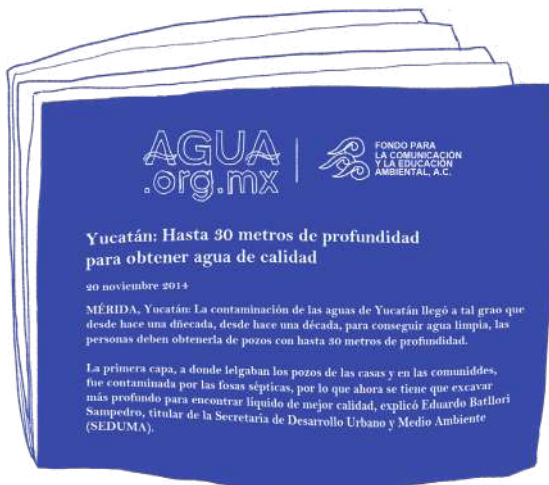 AGUA
.org.mx
FONDO PARA
LA COMUNICACIÓN
Y LA EDUCACIÓN
AMBIENTAL, A.C.
Yucatán: Hasta 30 metros de profundidad
para obtener agua de calidad
20 noviembre 2014
MÉRIDA, Yucatán: La contaminación de las aguas de Yucatán llegó a tal grao que
desde hace una dñecada, desde hace una década, para conseguir agua limpia, las
personas deben obtenerla de pozos con hasta 30 metros de profundidad.
La primera capa, a donde lelgaban los pozos de las casas y en las comuniddes,
fue contaminada por las fosas sépticas, por lo que ahora se tiene que excavar
más profundo para encontrar líquido de mejor calidad, explicó Eduardo Batllori
Sampedro, titular de la Secretaria de Desarrollo Urbano y Medio Ambiente
(SEDUMA).